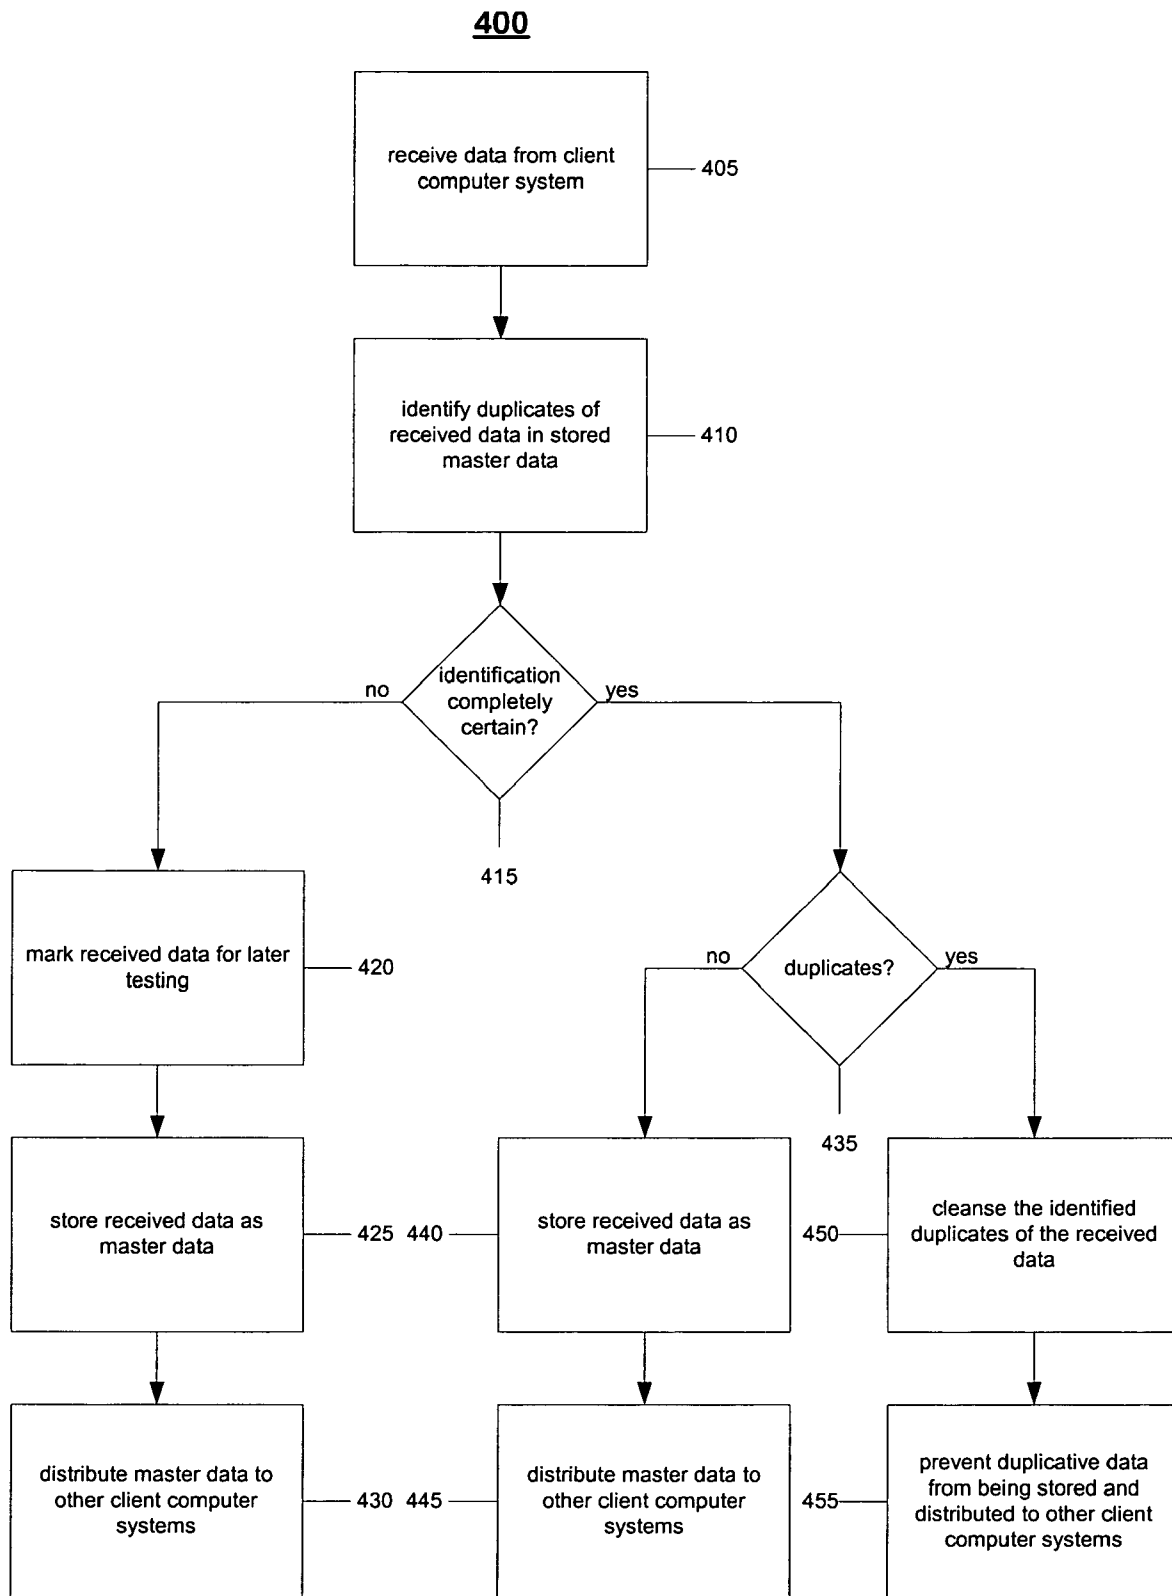 400
receive data from client
computer system
405
identify duplicates of
received data in stored
master data
410
identification
completely
certain?
no
yes
415
mark received data for later
testing
420
duplicates?
no
yes
435
store received data as
master data
425
440
store received data as
master data
450
cleanse the identified
duplicates of the received
data
distribute master data to
other client computer
systems
430
445
distribute master data to
other client computer
systems
455
prevent duplicative data
from being stored and
distributed to other client
computer systems